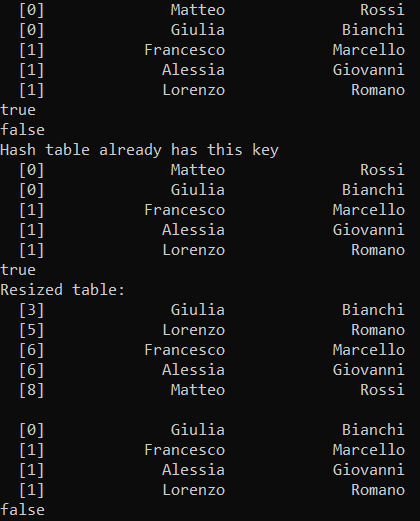 [0] Matteo Rossi
[0] Giulia Bianchi
[1] Francesco Marcello
[1] Alessia Giovanni
[1] Lorenzo Romano
true
false
Hash table already has this key
[0] Matteo Rossi
[0] Giulia Bianchi
[1] Francesco Marcello
[1] Alessia Giovanni
[1] Lorenzo Romano
true
Resized table:
[3] Giulia Bianchi
[5] Lorenzo Romano
[6] Francesco Marcello
[6] Alessia Giovanni
[8] Matteo Rossi
[0] Giulia Bianchi
[1] Francesco Marcello
[1] Alessia Giovanni
[1] Lorenzo Romano
false